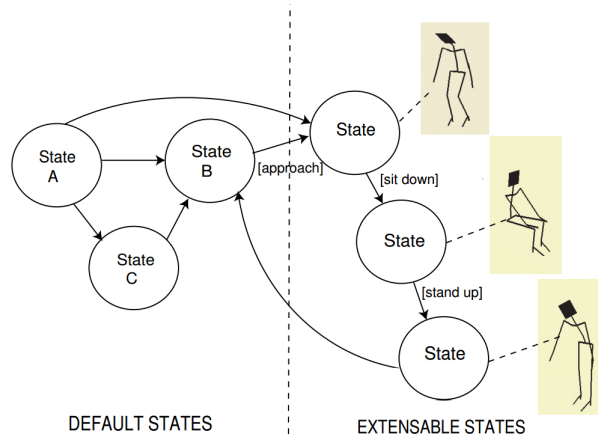 State
A
State
B
State
C
[approach]
State
[sit down]
State
[stand up]
State
DEFAULT STATES
EXTENSABLE STATES